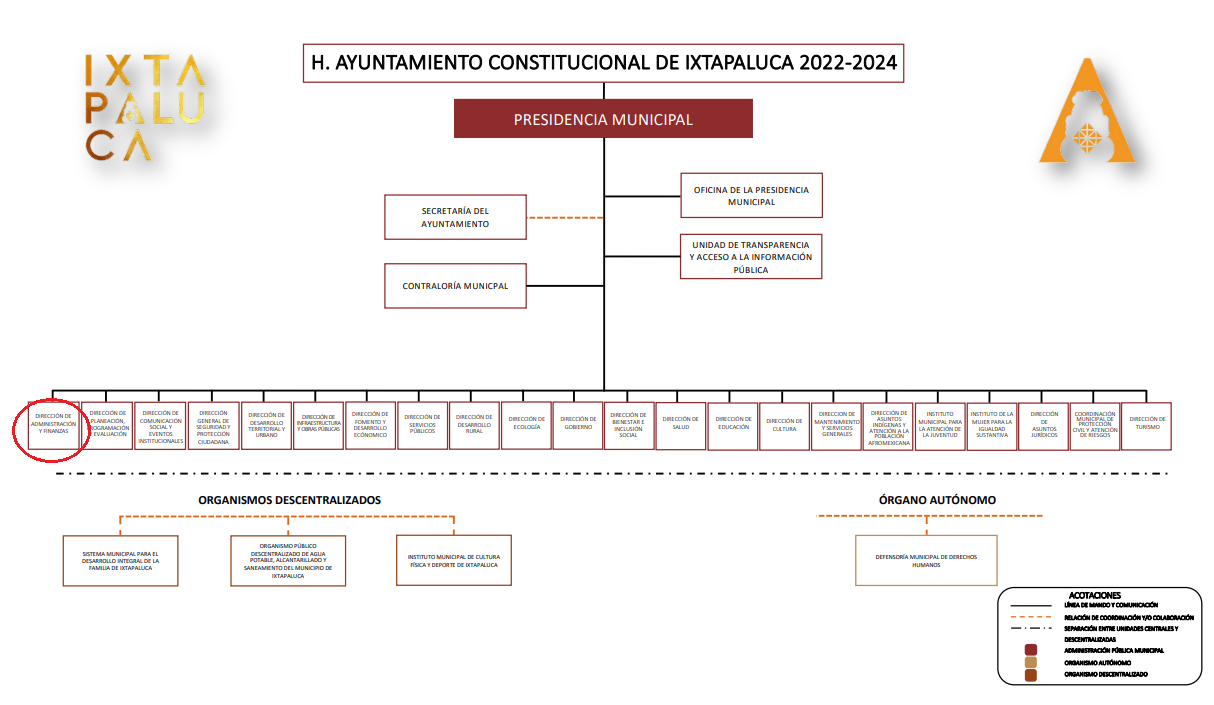 IXTA
PALU
CA
H. AYUNTAMIENTO CONSTITUCIONAL DE IXTAPALUCA 2022-2024
PRESIDENCIA MUNICIPAL
OFICINA DE LA PRESIDENCIA
MUNICIPAL
SECRETARÍA DEL
AYUNTAMIENTO
UNIDAD DE TRANSPARENCIA
Y ACCESO A LA INFORMACIÓN
PÚBLICA
CONTRALORÍA MUNICPAL
DIRECCIÓN DE
ADMINISTRACIÓN
Y FINANZAS
DIRECCIÓN DE
PLANEACIÓN,
PROGRAMACIÓN
EVALUACIÓN
DIRECCIÓN DE
COMUNICACIÓN
SOCIAL Y
EVENTOS
INSTITUCIONALES
DIRECCIÓN
GENERAL DE
SEGURIDAD Y
PROTECCIÓN
CIUDADANA
DIRECCIÓN DE
DESARROLLO
TERRITORIAL Y
URBANO
DIRECCIÓN DE
INFRAESTRUCTURA
Y OBRAS PÚBLICAS
DIRECCIÓN DE
FOMENTO Y
DESARROLLO
ECONÓMICO
DIRECCIÓN DE
SERVICIOS
PÚBLICOS
DIRECCIÓN DE
DESARROLLO
RURAL
DIRECCIÓN DE
ECOLOGÍA
DIRECCIÓN DE
GOBIERNO
DIRECCIÓN DE
BIENESTAR E
INCLUSIÓN
SOCIAL
DIRECCIÓN DE
SALUD
DIRECCIÓN DE
EDUCACIÓN
DIRECCIÓN DE
CULTURA
DIRECCIÓN DE
MANTENIMIENTO
Y SERVICIOS
GENERALES
DIRECCIÓN DE
ASUNTOS
INDÍGENAS Y
ATENCIÓN A LA
POBLACIÓN
AFROMEXICANA
INSTITUTO
MUNICIPAL PARA
LA ATENCIÓN DE
LA JUVENTUD
INSTITUTO DE LA
MUJER PARA LA
IGUALDAD
SUSTANTIVA
DIRECCIÓN
DE
ASUNTOS
JURÍDICOS
COORDINACIÓN
MUNICIPAL DE
PROTECCIÓN
CIVIL Y ATENCIÓN
DE RIESGOS
DIRECCIÓN DE
TURISMO
ORGANISMOS DESCENTRALIZADOS
SISTEMA MUNICIPAL PARA EL
DESARROLLO INTEGRAL DE LA
FAMILIA DE IXTAPALUCA
ORGANISMO PÚBLICO
DESCENTRALIZADO DE AGUA
POTABLE, ALCANTARILLADO Y
SANEAMIENTO DEL MUNICIPIO DE
IXTAPALUCA
INSTITUTO MUNICIPAL DE CULTURA
FÍSICA Y DEPORTE DE IXTAPALUCA
ÓRGANO AUTÓNOMO
DEFENSORÍA MUNICIPAL DE DERECHOS
HUMANOS
ACOTACIONES
LÍNEA DE MANDO Y COMUNICACIÓN
RELACIÓN DE COORDINACIÓN Y/O COLABORACIÓN
SEPARACIÓN ENTRE UNIDADES CENTRALES Y
DESCENTRALIZADAS
ADMINISTRACIÓN PÚBLICA MUNICIPAL
ORGANISMO AUTÓNOMO
ORGANISMO DESCENTRALIZADO